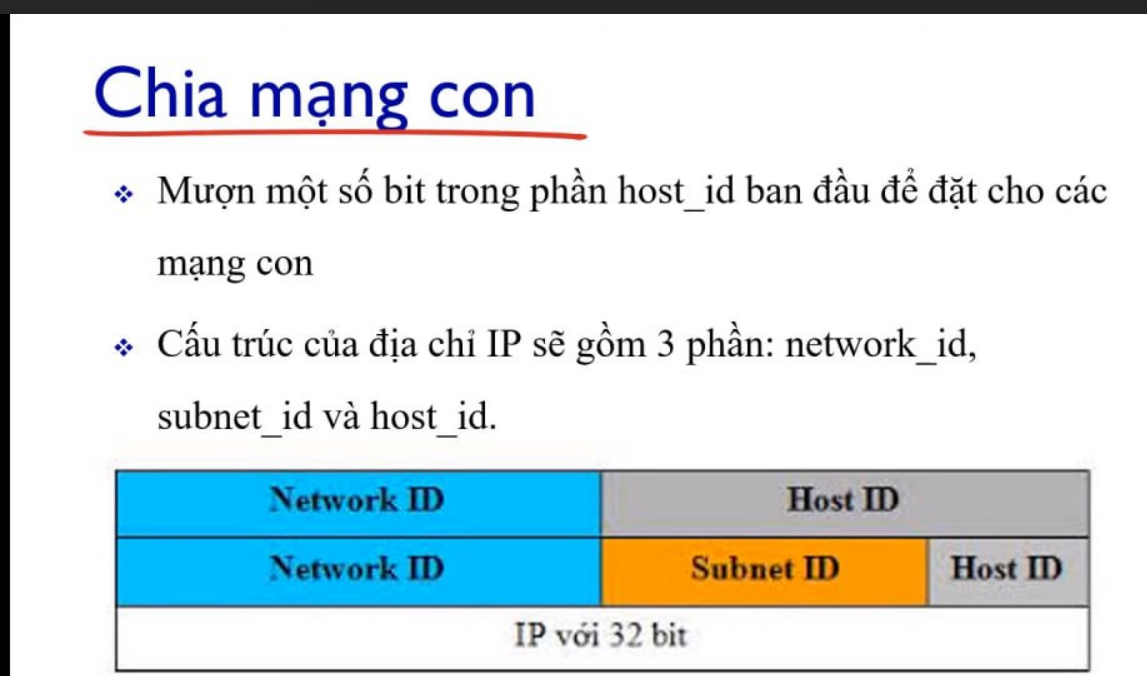 Chia mạng con
Mượn một số bit trong phần host_id ban đầu để đặt cho các
mạng con
Cấu trúc của địa chỉ IP sẽ gồm 3 phần: network_id,
subnet_id và host_id.
Network ID Host ID
Network ID Subnet ID Host ID
IP với 32 bit